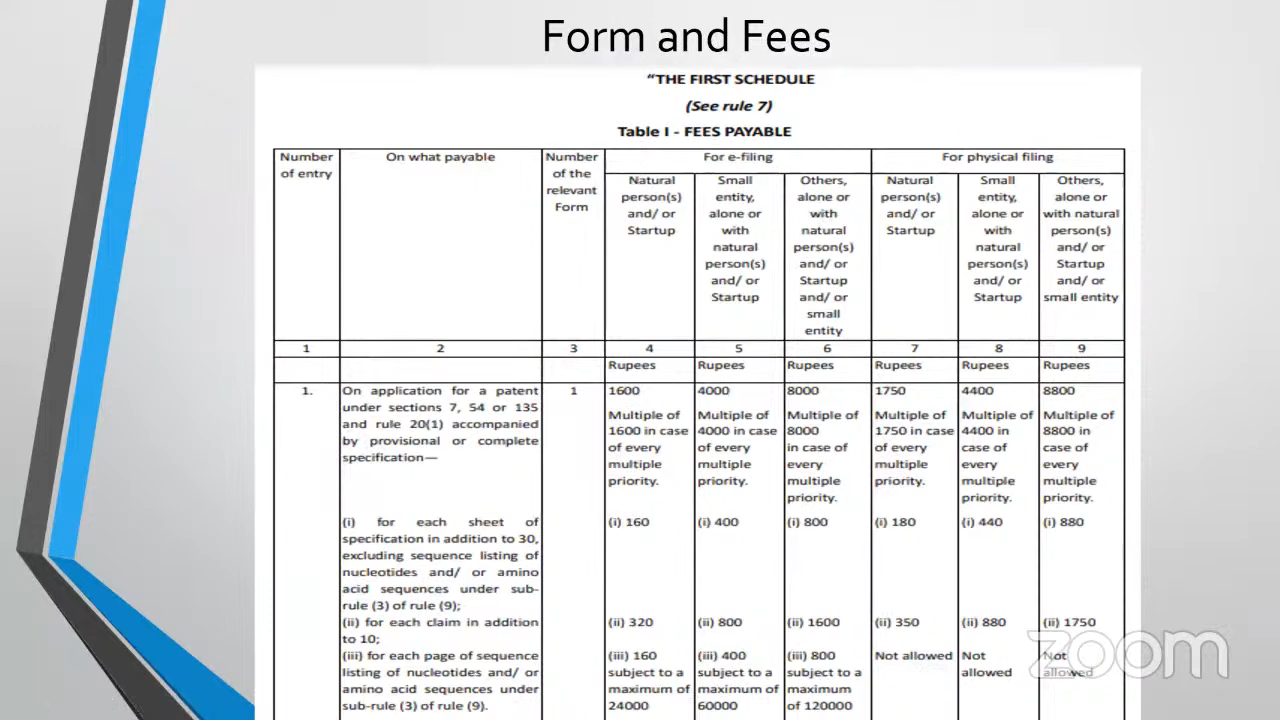 Form and Fees
“THE FIRST SCHEDULE
(See rule 7)
Table I - FEES PAYABLE
Number of entry
On what payable
Number of the relevant Form
For e-filing
For physical filing
Natural person(s) and/ or Startup
Small entity, alone or with natural person(s) and/ or Startup
Others, alone or with natural person(s) and/ or Startup and/ or small entity
Natural person(s) and/ or Startup
Small entity, alone or with natural person(s) and/ or Startup
Others, alone or with natural person(s) and/ or Startup and/ or small entity
1 2 3 4 5 6 7 8 9
Rupees Rupees Rupees Rupees Rupees Rupees
1.
On application for a patent
under sections 7, 54 or 135
and rule 20(1) accompanied
by provisional or complete
specification—
1
1600 4000 8000 1750 4400 8800
Multiple of 1600 in case of every multiple priority.
Multiple of 4000 in case of every multiple priority.
Multiple of 8000 in case of every multiple priority.
Multiple of 1750 in case of every multiple priority.
Multiple of 4400 in case of every multiple priority.
Multiple of 8800 in case of every multiple priority.
(i) for each sheet of
specification in addition to 30,
excluding sequence listing of
nucleotides and/ or amino
acid sequences under sub-
rule (3) of rule (9);
(i) 160 (i) 400 (i) 800 (i) 180 (i) 440 (i) 880
(ii) for each claim in addition
to 10;
(ii) 320 (ii) 800 (ii) 1600 (ii) 350 (ii) 880 (ii) 1750
(iii) for each page of sequence
listing of nucleotides and/ or
amino acid sequences under
sub-rule (3) of rule (9).
(iii) 160 subject to a maximum of 24000
(iii) 400 subject to a maximum of 60000
(iii) 800 subject to a maximum of 120000
Not allowed
Not allowed
Not allowed
zoom